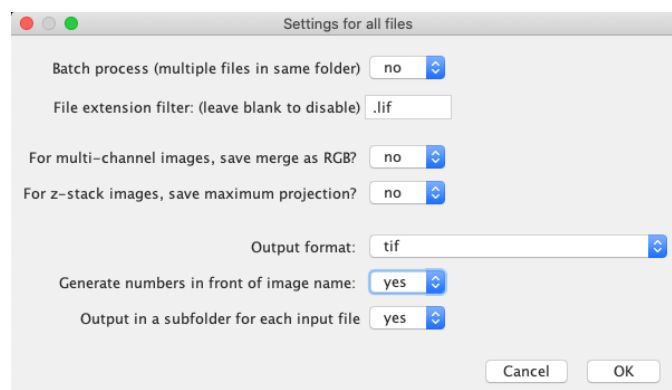 Settings for all files
Batch process (multiple files in same folder) no
File extension filter: (leave blank to disable) .lif
For multi-channel images, save merge as RGB? no
For z-stack images, save maximum projection? no
Output format: tif
Generate numbers in front of image name: yes
Output in a subfolder for each input file yes
Cancel OK